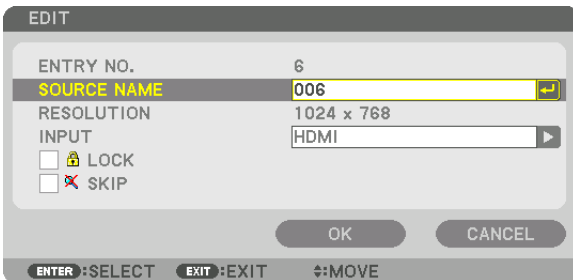 EDIT
ENTRY NO. 6
SOURCE NAME 006
RESOLUTION 1024 x 768
INPUT HDMI
LOCK
SKIP
OK CANCEL
ENTER :SELECT EXIT :EXIT :MOVE